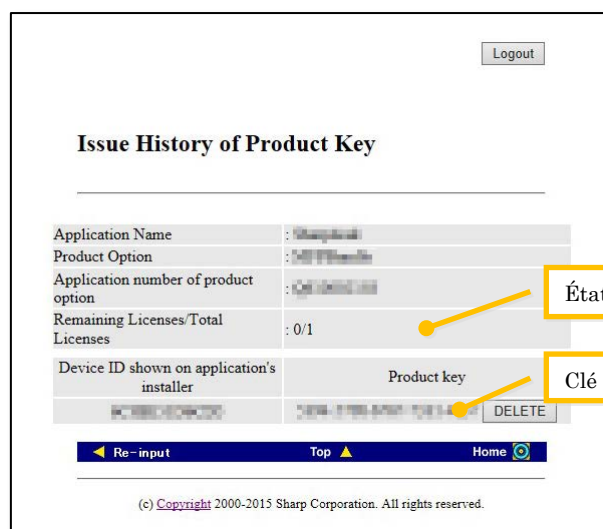 Logout
Issue History of Product Key
Application Name :
Product Option :
Application number of product
option :
Remaining Licenses/Total
Licenses : 0/1
État
Device ID shown on application's
installer
Product key
Clé
DELETE
Re-input Top Home
(c) Copyright 2000-2015 Sharp Corporation. All rights reserved.